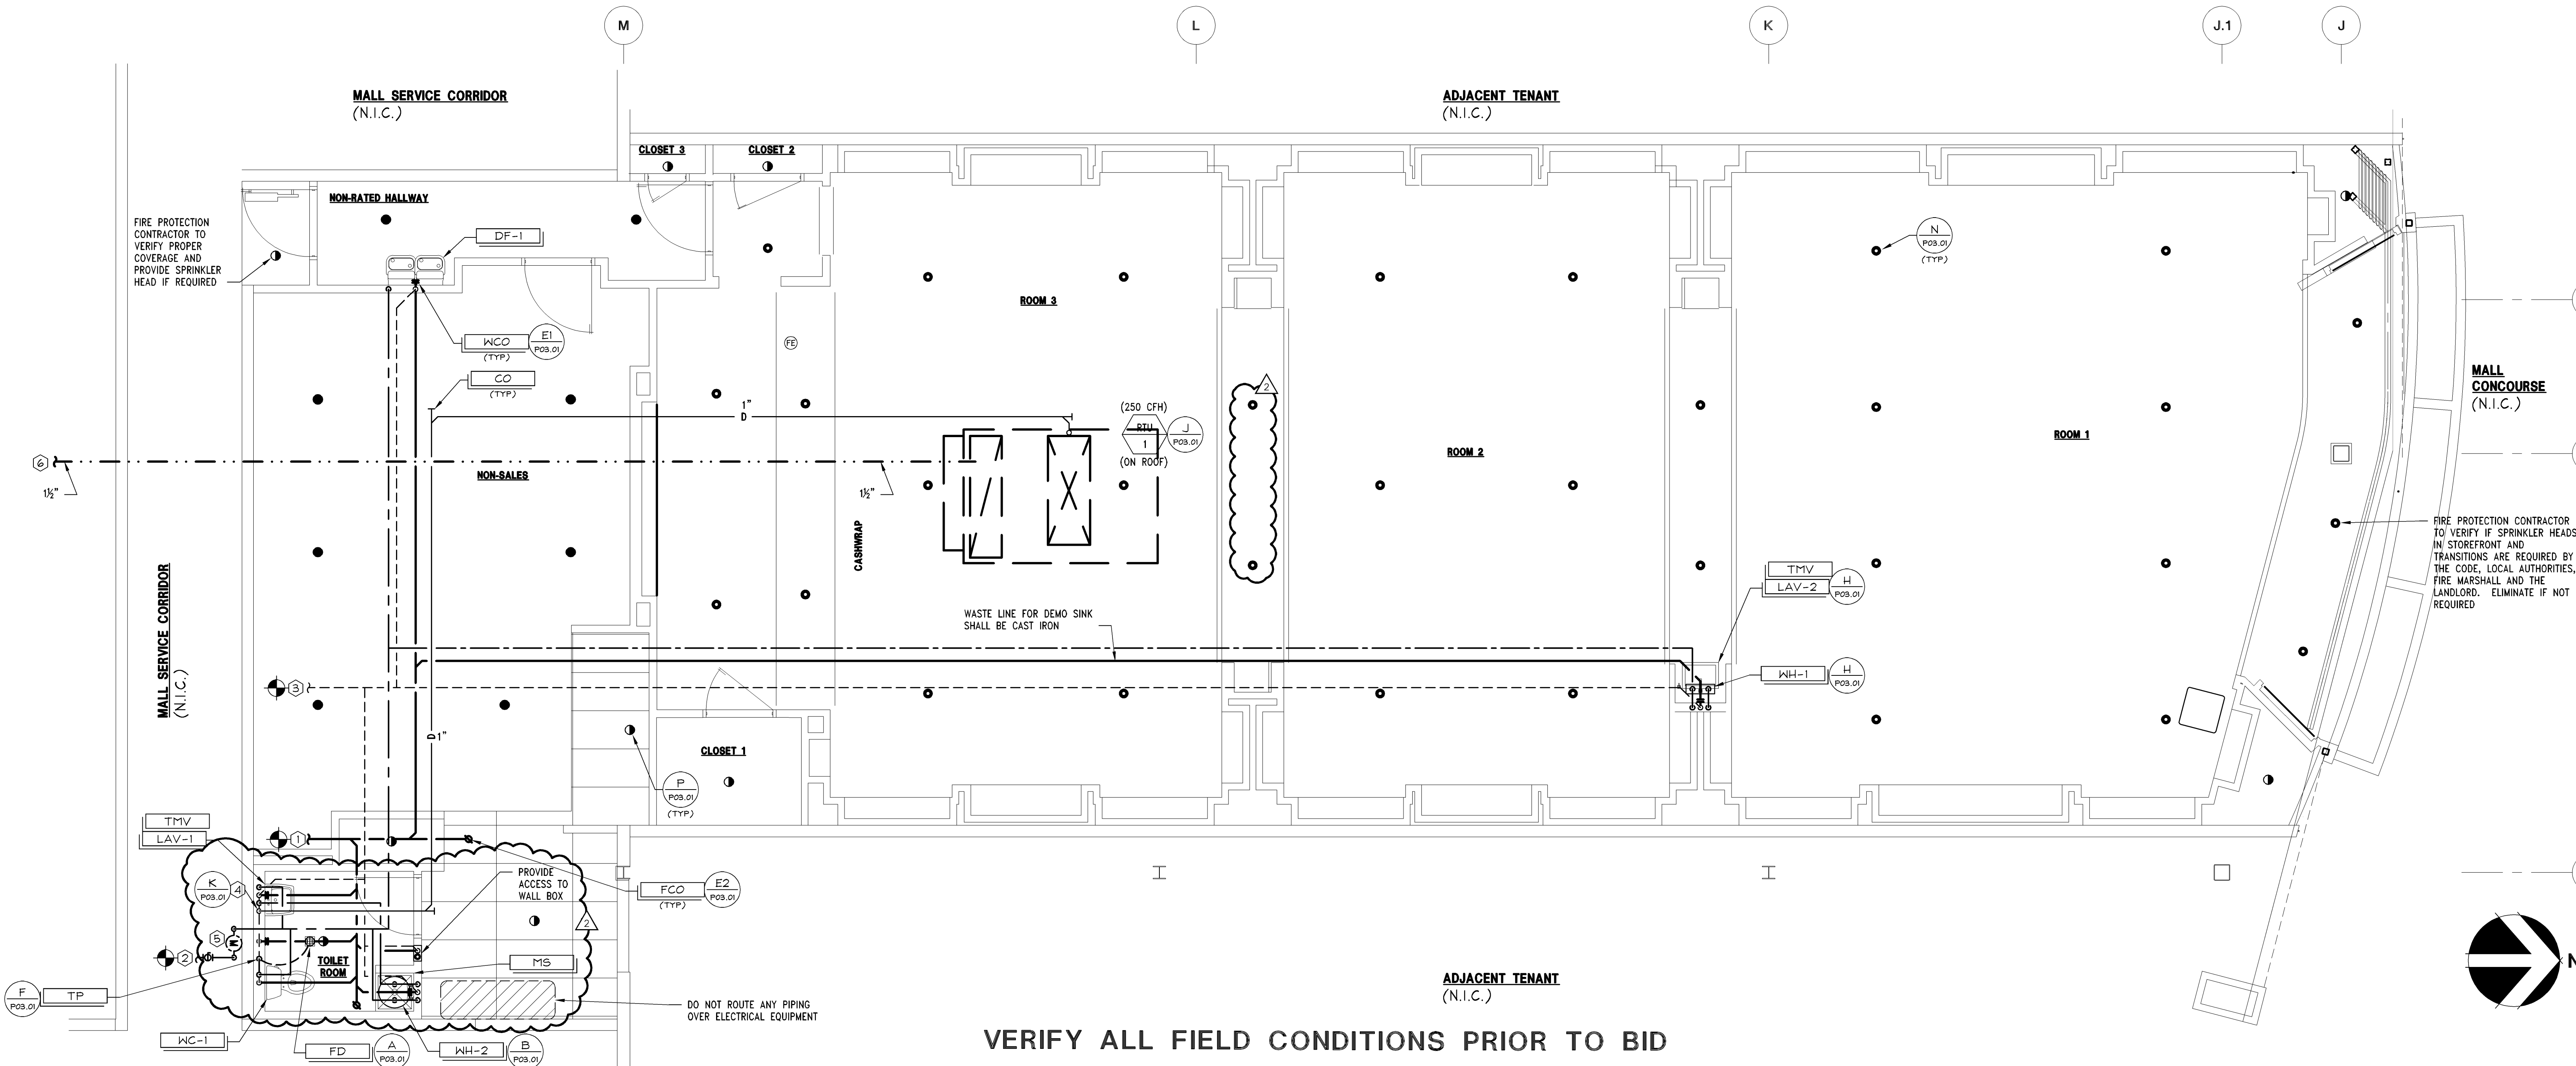 M
L
K
J.1
J
MALL SERVICE CORRIDOR
(N.I.C.)
ADJACENT TENANT
(N.I.C.)
CLOSET 3
CLOSET 2
NON-RATED HALLWAY
FIRE PROTECTION
CONTRACTOR TO
VERIFY PROPER
COVERAGE AND
PROVIDE SPRINKLER
HEAD IF REQUIRED
DF-1
N
P03.01
(TYP)
ROOM 3
WCO
(TYP)
E1
P03.01
FE
CO
(TYP)
2
MALL
CONCOURSE
(N.I.C.)
1"
D
(250 CFH)
RTU
1
(ON ROOF)
J
P03.01
ROOM 2
ROOM 1
6
1½"
NON-SALES
1½"
CASHWRAP
FIRE PROTECTION CONTRACTOR
TO VERIFY IF SPRINKLER HEADS
IN STOREFRONT AND
TRANSITIONS ARE REQUIRED BY
THE CODE, LOCAL AUTHORITIES,
FIRE MARSHALL AND THE
LANDLORD. ELIMINATE IF NOT
REQUIRED
TMV
LAV-2
H
P03.01
WASTE LINE FOR DEMO SINK
SHALL BE CAST IRON
MALL SERVICE CORRIDOR
(N.I.C.)
3
WH-1
H
P03.01
D 1"
CLOSET 1
P
P03.01
(TYP)
TMV
LAV-1
1
K
P03.01
4
PROVIDE
ACCESS TO
WALL BOX
FCO
(TYP)
E2
P03.01
2
5
M
2
TOILET
ROOM
MS
F
P03.01
TP
DO NOT ROUTE ANY PIPING
OVER ELECTRICAL EQUIPMENT
ADJACENT TENANT
(N.I.C.)
N
WC-1
FD
A
P03.01
WH-2
B
P03.01
VERIFY ALL FIELD CONDITIONS PRIOR TO BID